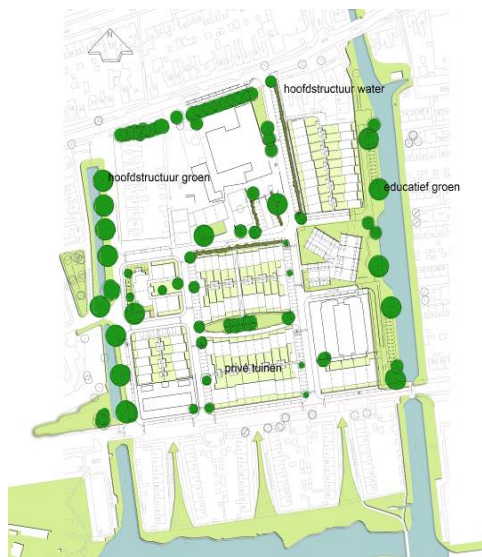 N
hoofdstructuur water
hoofdstructuur groen
educatief groen
privé tuinen